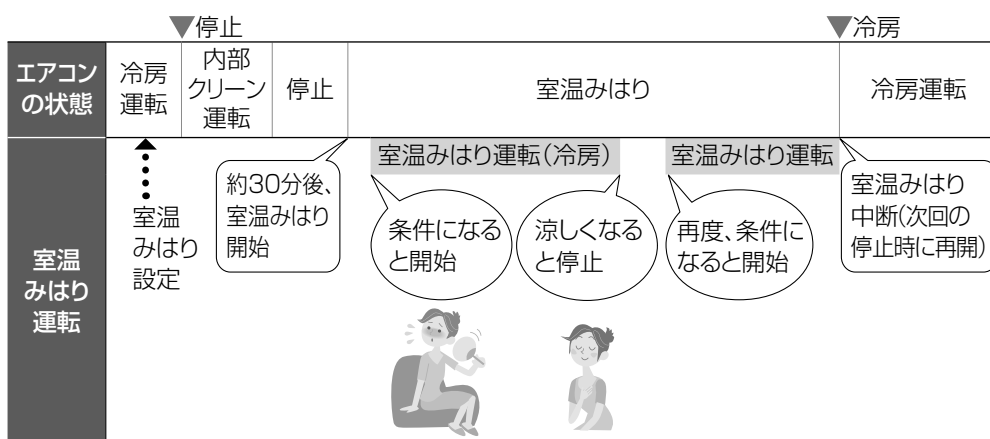 ▼停止
▼冷房
エアコン
の状態
冷房
運転
内部
クリーン
運転
停止
室温みはり
冷房運転
室温
みはり
運転
室温
みはり
設定
約30分後、
室温みはり
開始
室温みはり運転(冷房)
条件になる
と開始
涼しくなる
と停止
室温みはり運転
再度、条件に
なると開始
室温みはり
中断(次回の
停止時に再開)